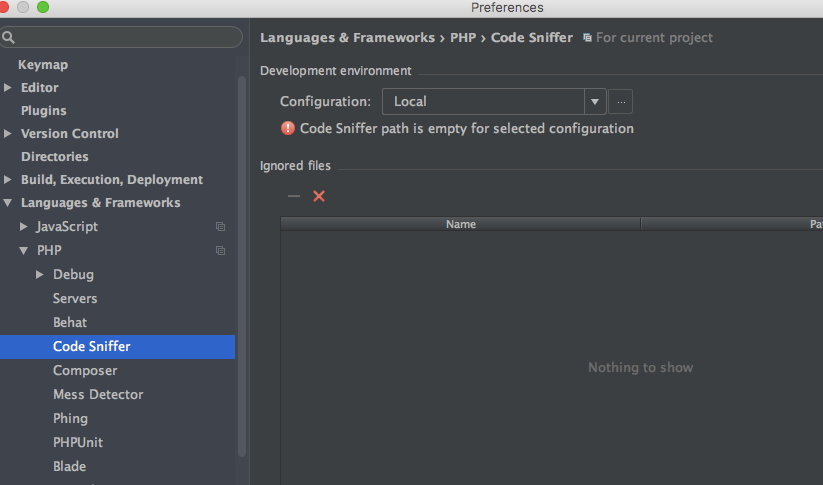 Preferences
Languages & Frameworks › PHP › Code Sniffer For current project
Keymap
Editor
Plugins
Version Control
Directories
Build, Execution, Deployment
Languages & Frameworks
JavaScript
PHP
Debug
Servers
Behat
Code Sniffer
Composer
Mess Detector
Phing
PHPUnit
Blade
Development environment
Configuration: Local ...
Code Sniffer path is empty for selected configuration
Ignored files
Name Pa
Nothing to show